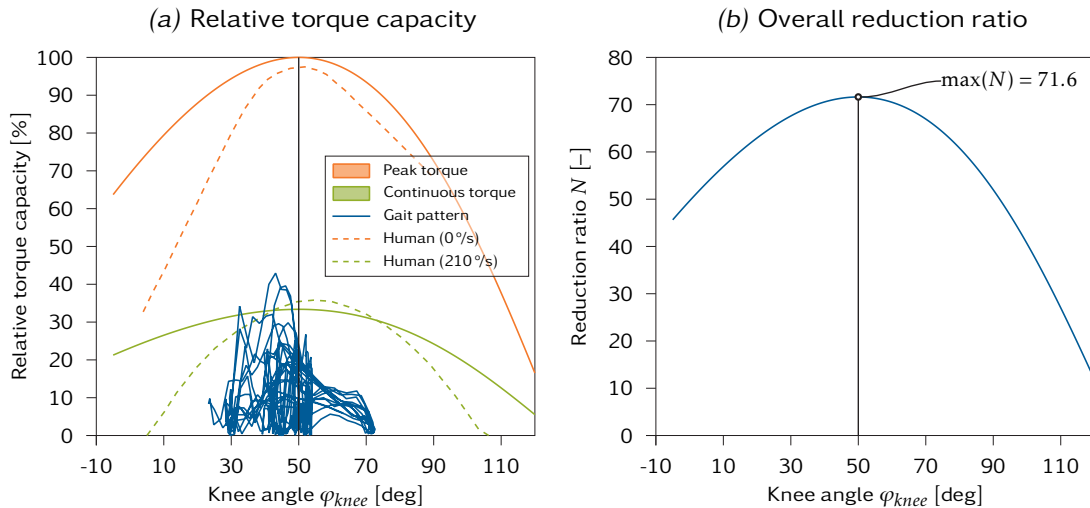 (a) Relative torque capacity
Relative torque capacity [%]
100
90
80
70
60
50
40
30
20
10
0
-10
10
30
50
70
90
110
Knee angle φknee [deg]
Peak torque
Continuous torque
Gait pattern
Human (0°/s)
Human (210°/s)
(b) Overall reduction ratio
Reduction ratio N [–]
80
70
60
50
40
30
20
10
0
-10
10
30
50
70
90
110
Knee angle φknee [deg]
max(N) = 71.6